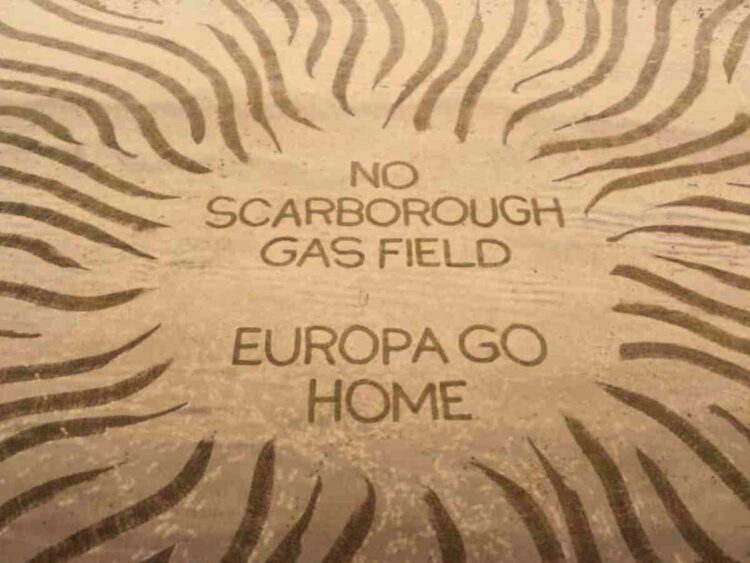 NO
SCARBOROUGH
GAS FIELD
EUROPA GO
HOME